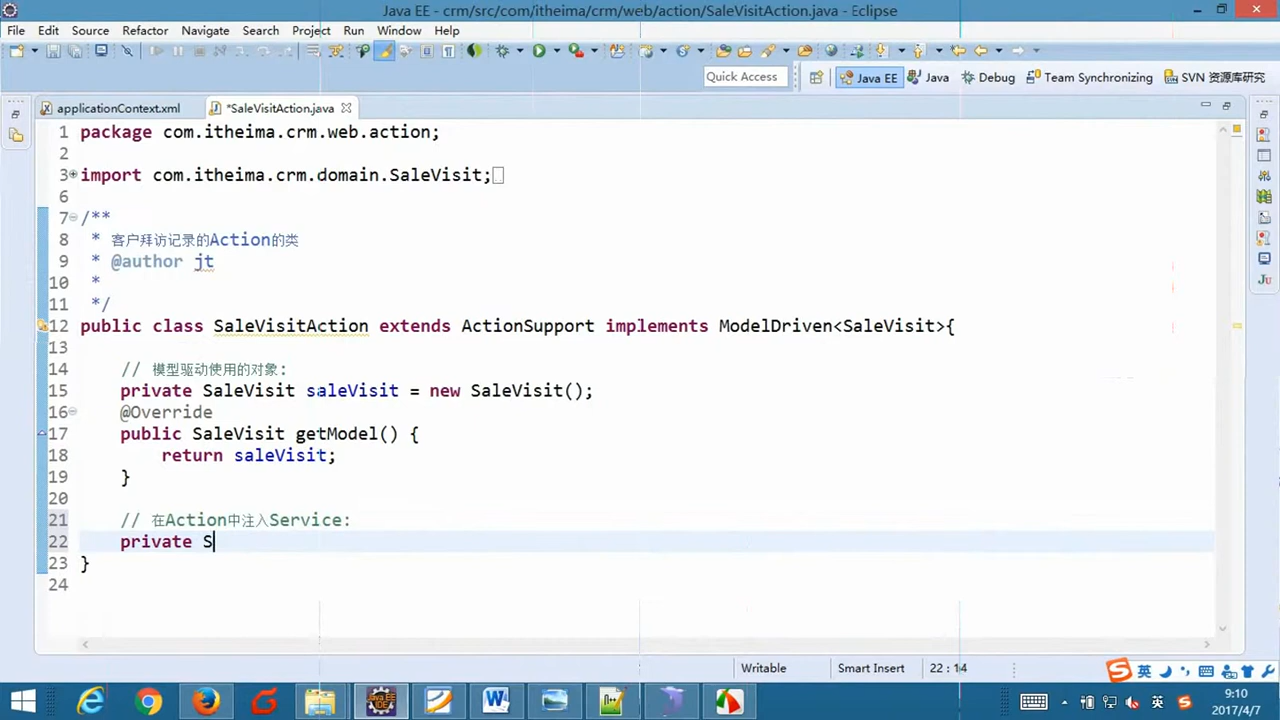 Java EE - crm/src/com/itheima/crm/web/action/SaleVisitAction.java - Eclipse
File Edit Source Refactor Navigate Search Project Run Window Help
Quick Access
Java EE Java Debug Team Synchronizing SVN 资源库研究
applicationContext.xml *SaleVisitAction.java
1 package com.itheima.crm.web.action;
2
3 import com.itheima.crm.domain.SaleVisit;
6
7 /**
8 * 客户拜访记录的Action的类
9 * @author jt
10 *
11 */
12 public class SaleVisitAction extends ActionSupport implements ModelDriven<SaleVisit>{
13
14 // 模型驱动使用的对象:
15 private SaleVisit saleVisit = new SaleVisit();
16 @Override
17 public SaleVisit getModel() {
18 return saleVisit;
19 }
20
21 // 在Action中注入Service:
22 private S
23 }
24
Writable Smart Insert 22 : 14
英
英
9:10
2017/4/7